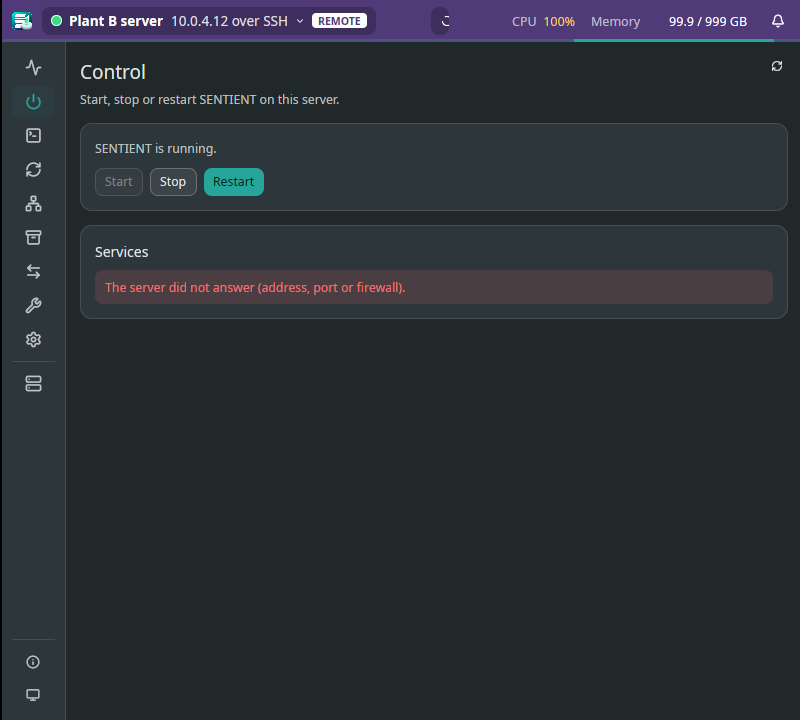 Plant B server 10.0.4.12 over SSH REMOTE CPU 100% Memory 99.9 / 999 GB
Control
Start, stop or restart SENTIENT on this server.
SENTIENT is running.
Start Stop Restart
Services
The server did not answer (address, port or firewall).